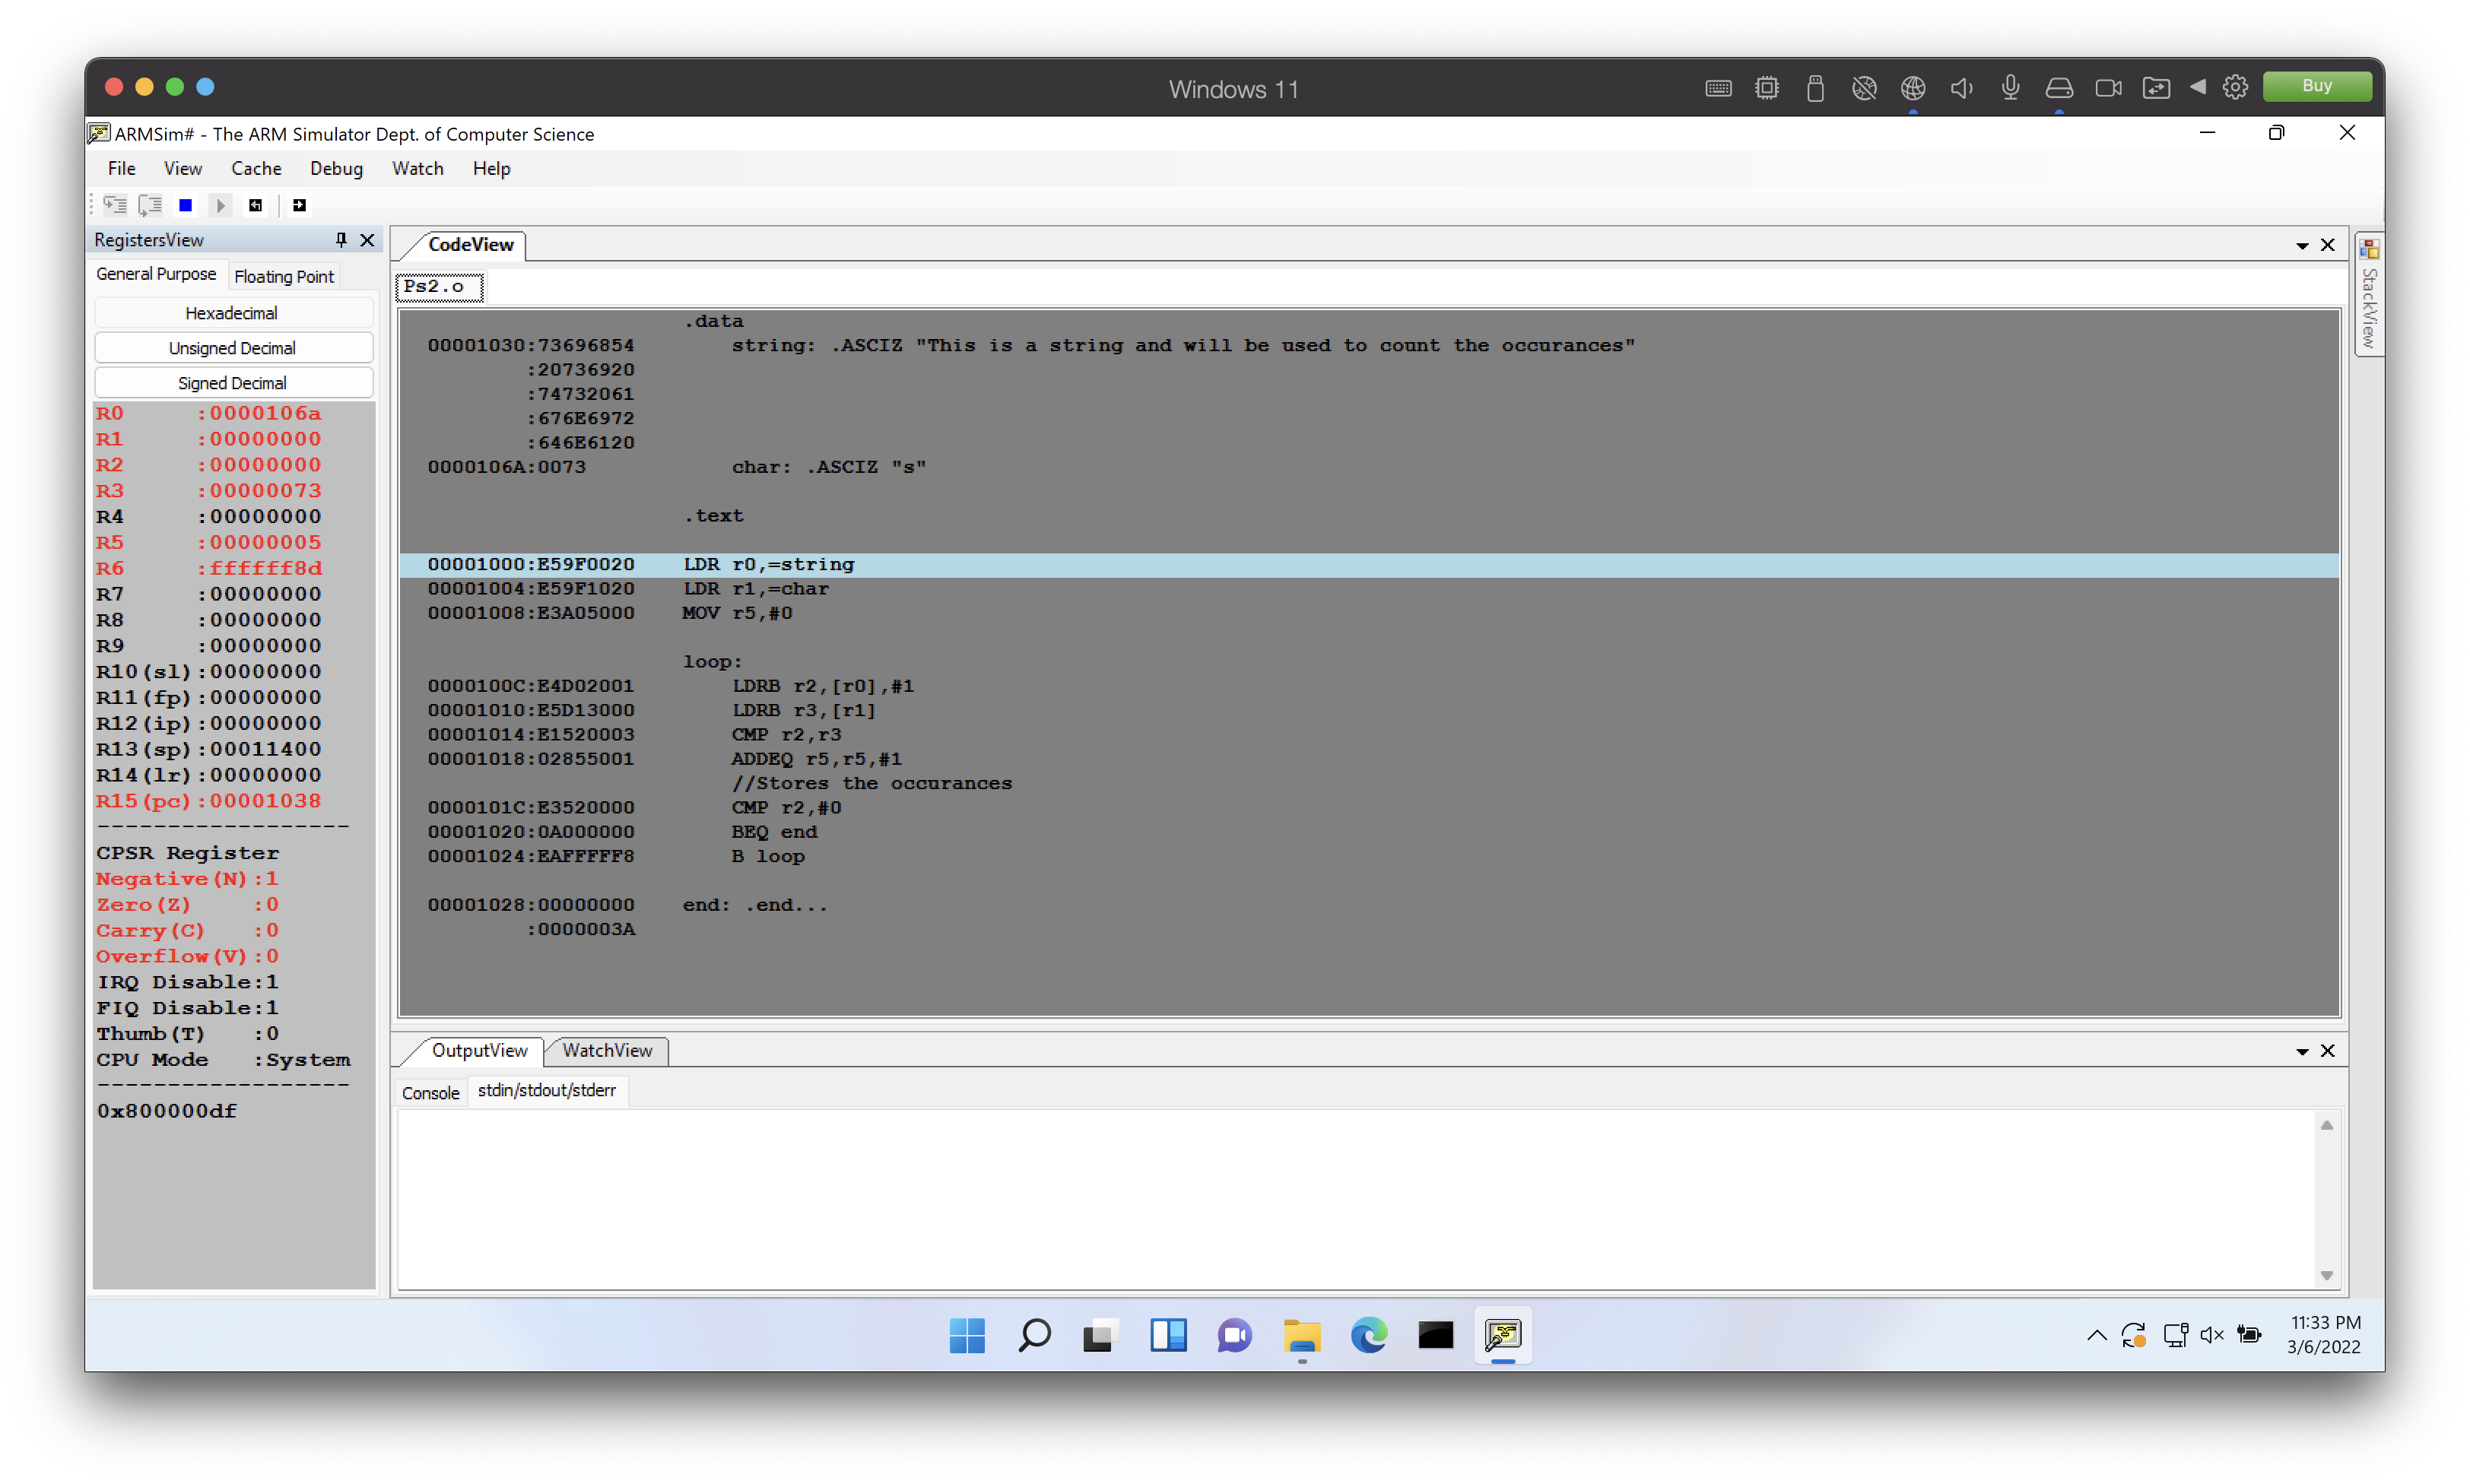 Windows 11
Buy
ARMSim# - The ARM Simulator Dept. of Computer Science
File View Cache Debug Watch Help
RegistersView
General Purpose Floating Point
Hexadecimal
Unsigned Decimal
Signed Decimal
R0 :0000106a
R1 :00000000
R2 :00000000
R3 :00000073
R4 :00000000
R5 :00000005
R6 :ffffff8d
R7 :00000000
R8 :00000000
R9 :00000000
R10(sl):00000000
R11(fp):00000000
R12(ip):00000000
R13(sp):00011400
R14(lr):00000000
R15(pc):00001038
------------------
CPSR Register
Negative(N):1
Zero(Z) :0
Carry(C) :0
Overflow(V):0
IRQ Disable:1
FIQ Disable:1
Thumb(T) :0
CPU Mode :System
------------------
0x800000df
CodeView
Ps2.o
.data
00001030:73696854 string: .ASCIZ "This is a string and will be used to count the occurances"
:20736920
:74732061
:676E6972
:646E6120
0000106A:0073 char: .ASCIZ "s"
.text
00001000:E59F0020 LDR r0,=string
00001004:E59F1020 LDR r1,=char
00001008:E3A05000 MOV r5,#0
loop:
0000100C:E4D02001 LDRB r2,[r0],#1
00001010:E5D13000 LDRB r3,[r1]
00001014:E1520003 CMP r2,r3
00001018:02855001 ADDEQ r5,r5,#1
//Stores the occurances
0000101C:E3520000 CMP r2,#0
00001020:0A000000 BEQ end
00001024:EAFFFFF8 B loop
00001028:00000000 end: .end...
:0000003A
StackView
OutputView WatchView
Console stdin/stdout/stderr
11:33 PM
3/6/2022